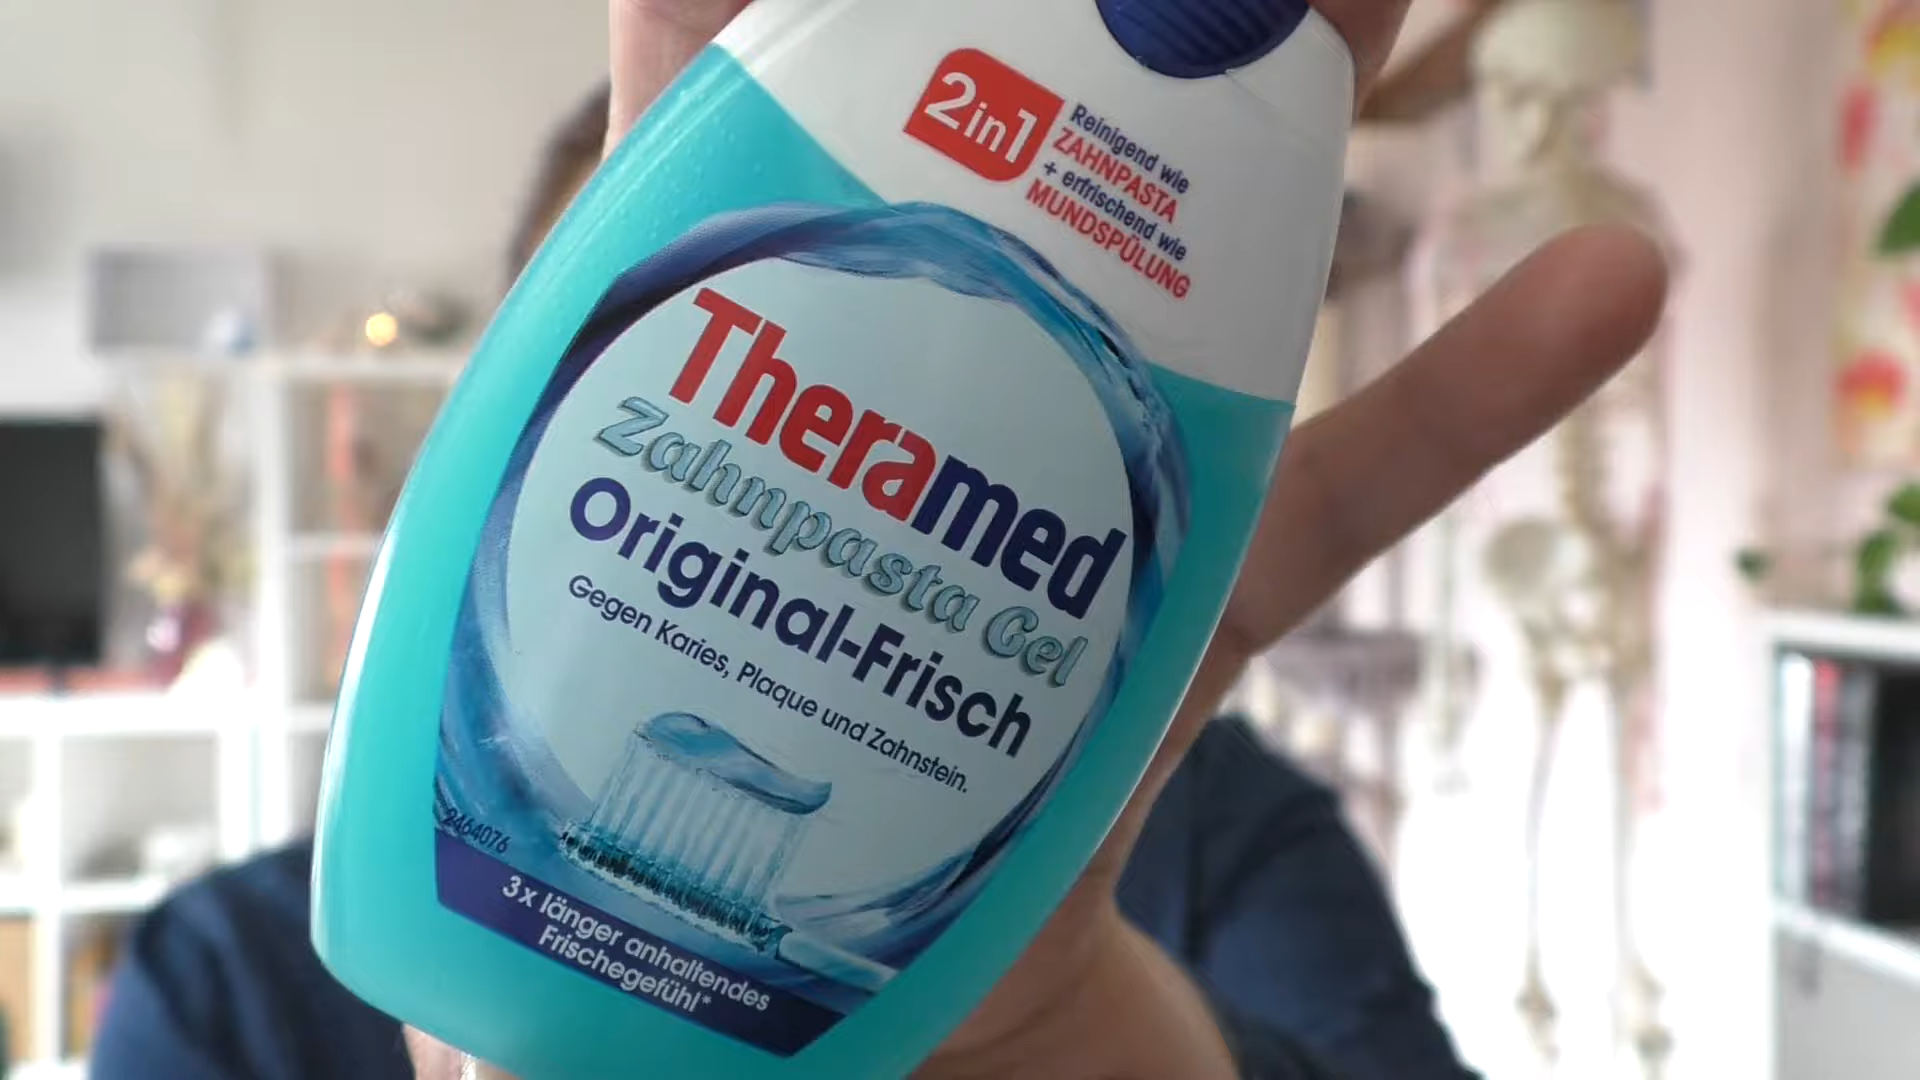 2in1
Reinigend wie
ZAHNPASTA
+ erfrischend wie
MUNDSPÜLUNG
Theramed
Zahnpasta Gel
Original-Frisch
Gegen Karies, Plaque und Zahnstein.
2464076
3x länger anhaltendes
Frischegefühl*